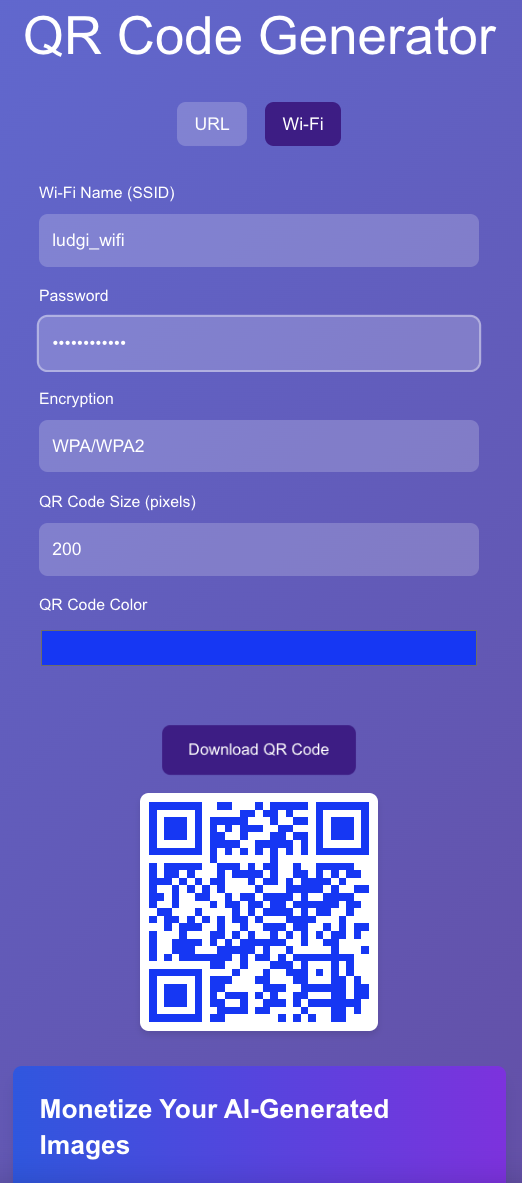 QR Code Generator
URL
Wi-Fi
Wi-Fi Name (SSID)
ludgi_wifi
Password
••••••••••••
Encryption
WPA/WPA2
QR Code Size (pixels)
200
QR Code Color
Download QR Code
Monetize Your AI-Generated
Images